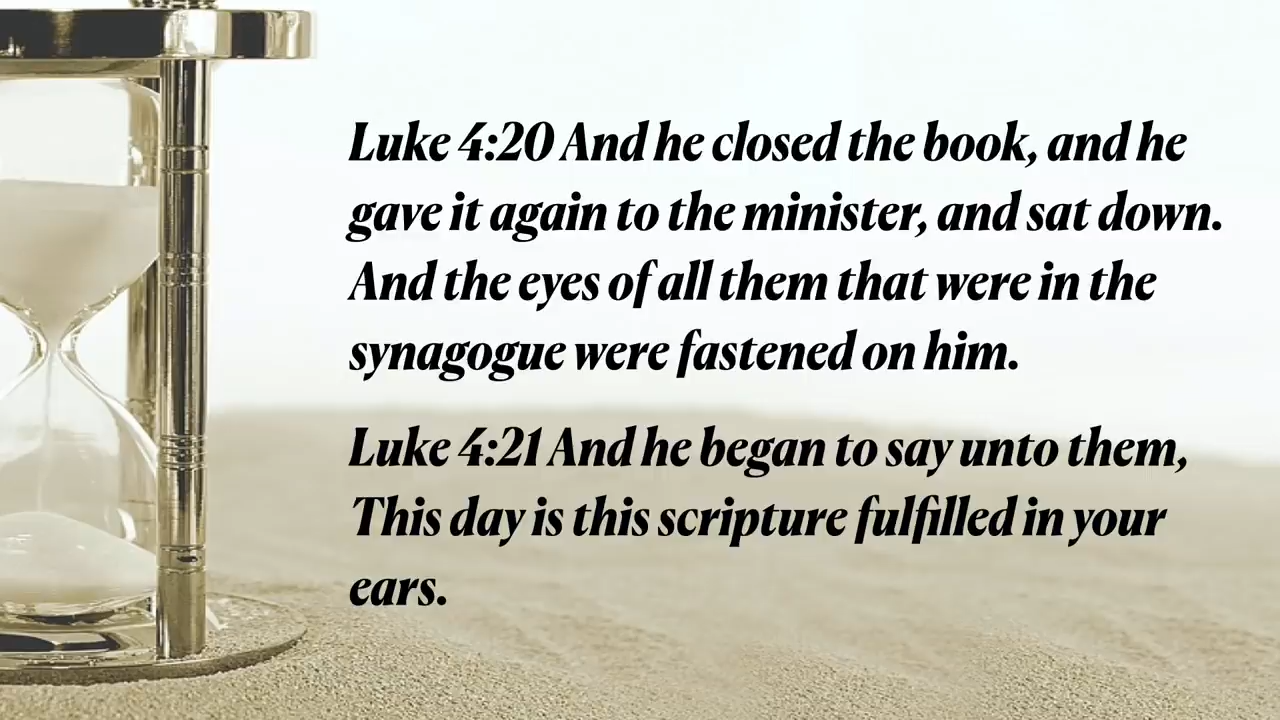 Luke 4:20 And he closed the book, and he
gave it again to the minister, and sat down.
And the eyes of all them that were in the
synagogue were fastened on him.
Luke 4:21 And he began to say unto them,
This day is this scripture fulfilled in your
ears.